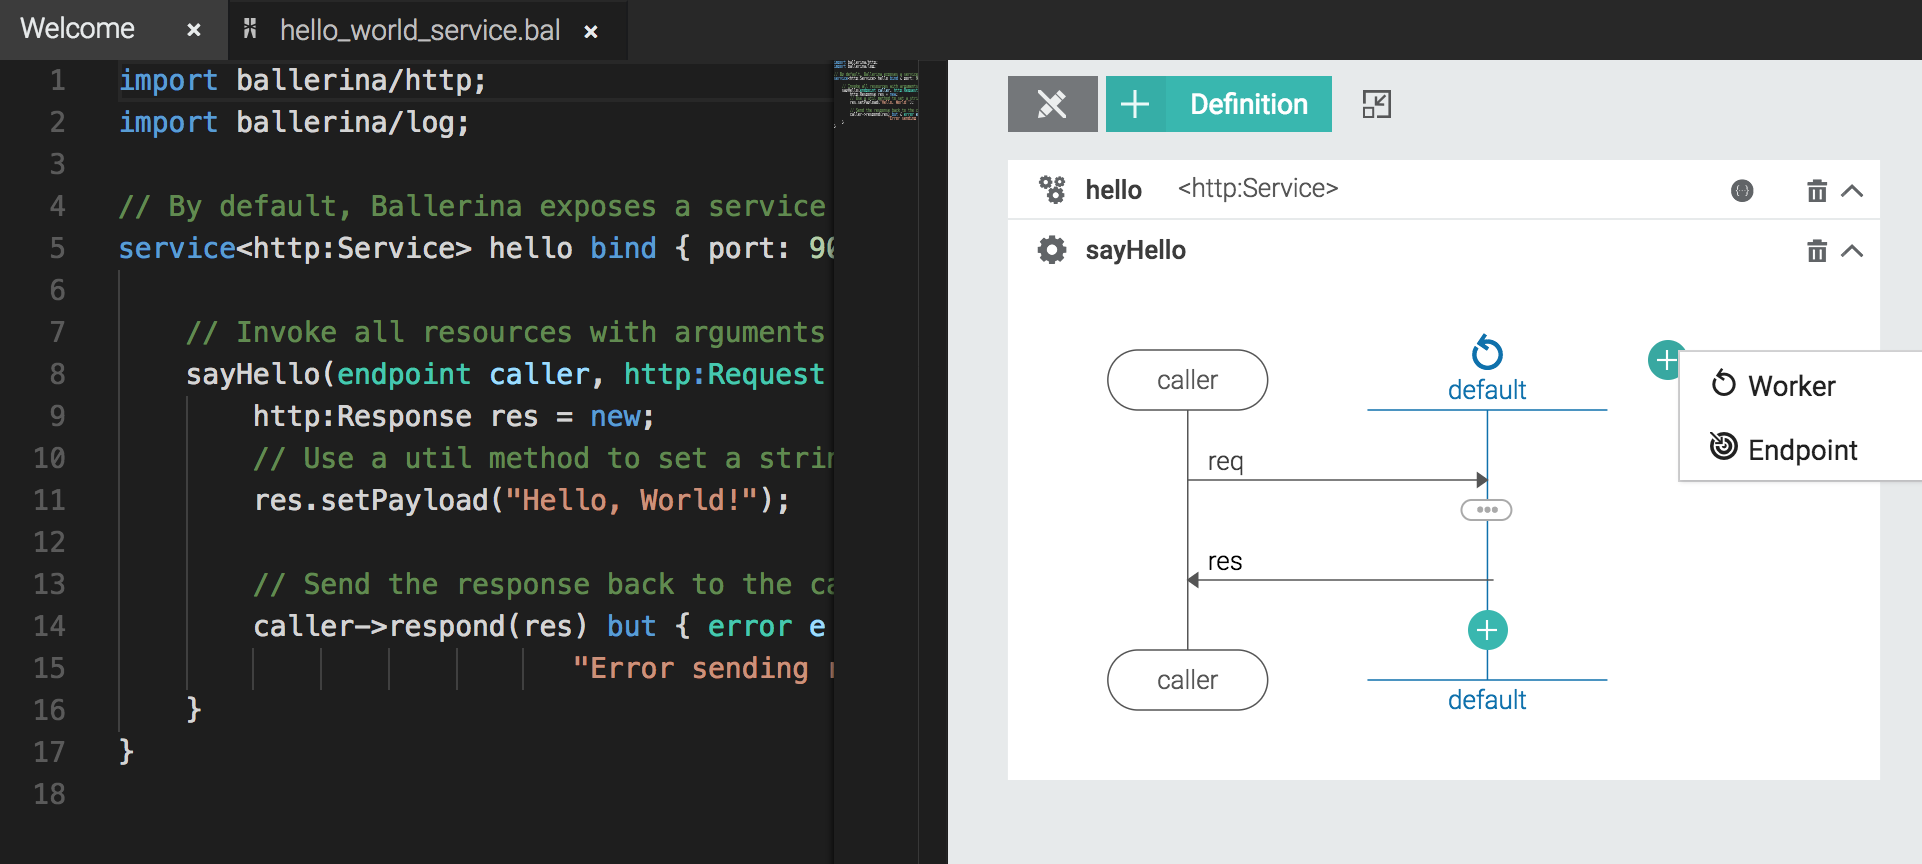 Welcome ×
hello_world_service.bal ×
1 import ballerina/http;
2 import ballerina/log;
3
4 // By default, Ballerina exposes a service
5 service<http:Service> hello bind { port: 90
6
7 // Invoke all resources with arguments
8 sayHello(endpoint caller, http:Request
9 http:Response res = new;
10 // Use a util method to set a strin
11 res.setPayload("Hello, World!");
12
13 // Send the response back to the ca
14 caller->respond(res) but { error e
15 "Error sending
16 }
17 }
18
+ Definition
hello <http:Service>
sayHello
caller
default
Worker
Endpoint
req
res
caller
default